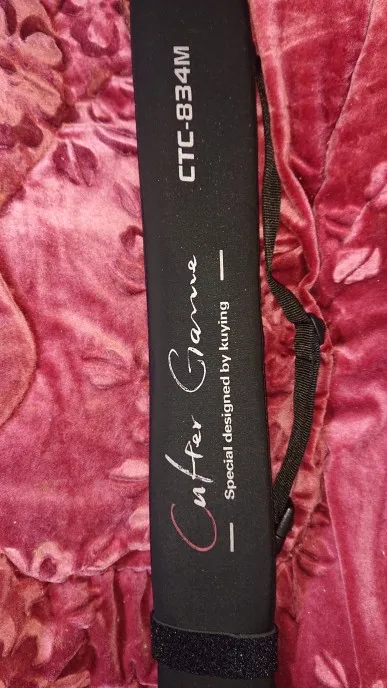 CTC-834M
Cutter Game
Special designed by kuying